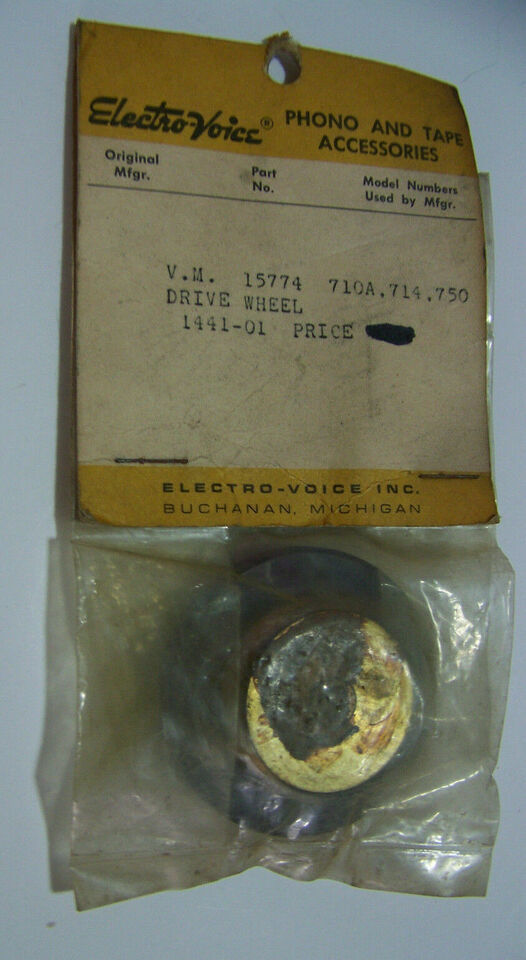 Electro-Voice® PHONO AND TAPE
ACCESSORIES
Original
Mfgr.
Part
No.
Model Numbers
Used by Mfgr.
V.M. 15774 710A,714,750
DRIVE WHEEL
1441-01 PRICE
ELECTRO-VOICE INC.
BUCHANAN, MICHIGAN